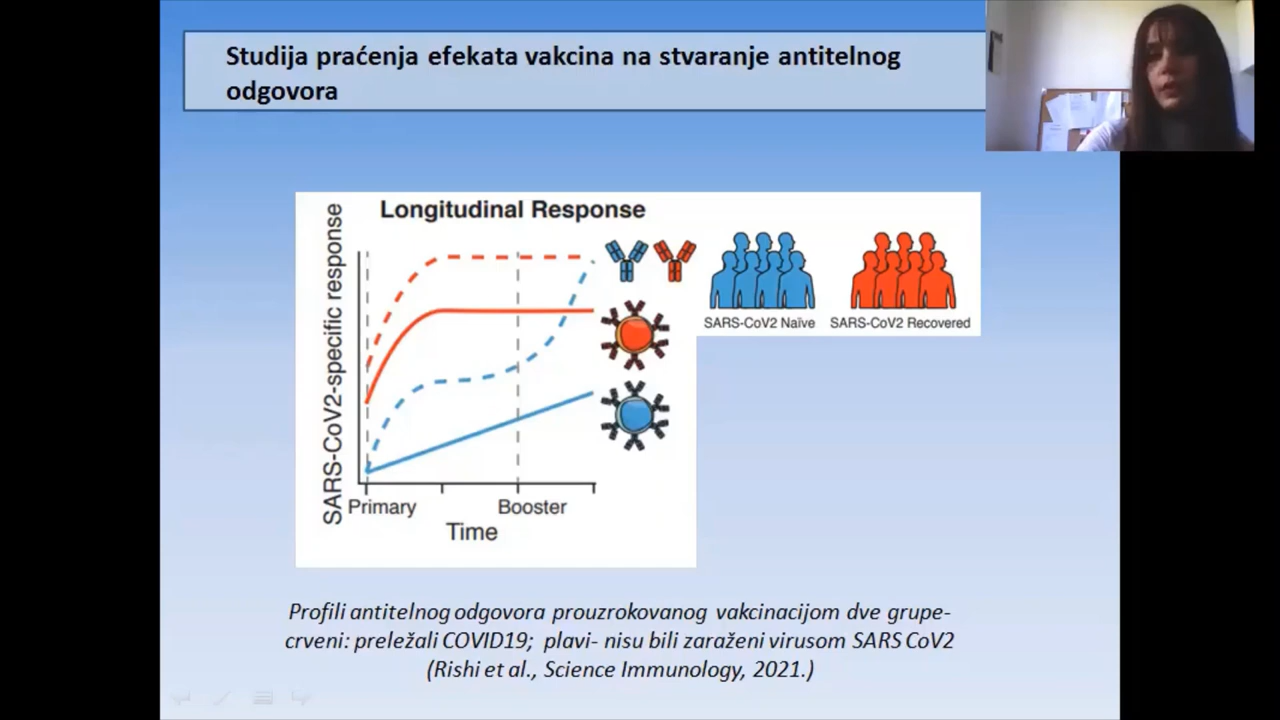 Studija praćenja efekata vakcina na stvaranje antitelnog
odgovora
Longitudinal Response
SARS-CoV2-specific response
SARS-CoV2 Naïve
SARS-CoV2 Recovered
Primary
Booster
Time
Profili antitelnog odgovora prouzrokovanog vakcinacijom dve grupe-
crveni: preležali COVID19; plavi- nisu bili zaraženi virusom SARS CoV2
(Rishi et al., Science Immunology, 2021.)